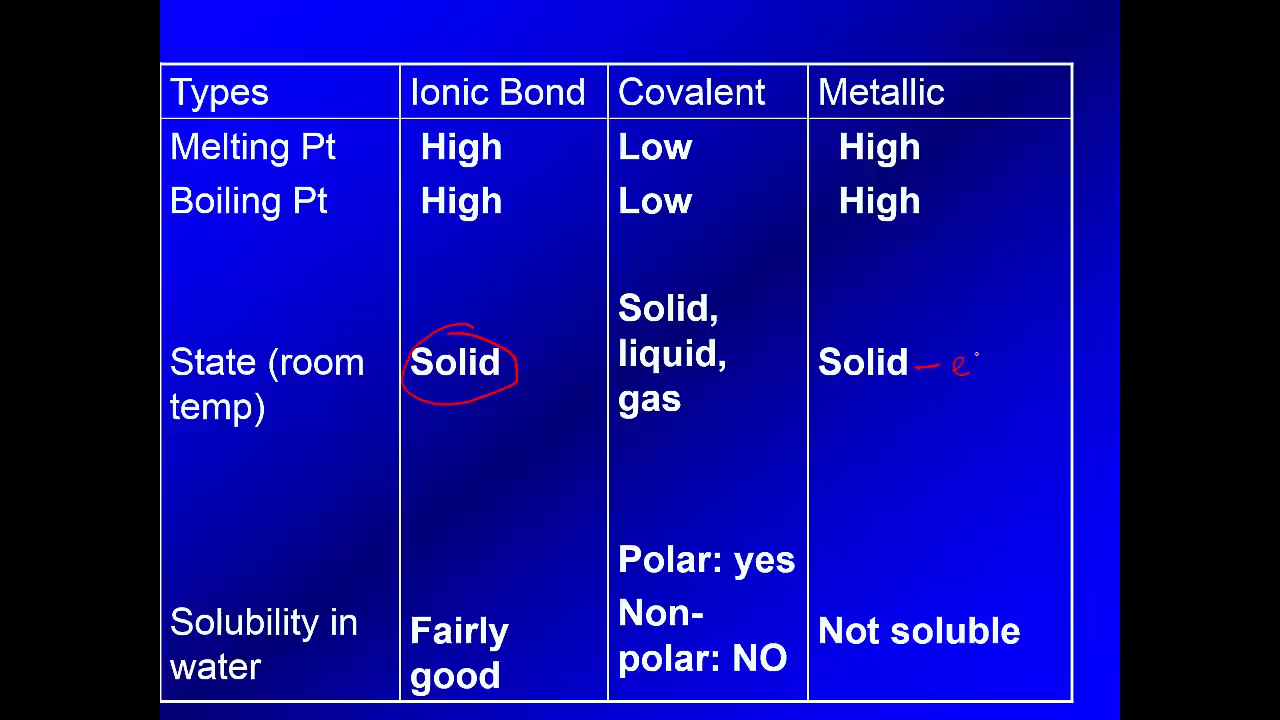 Types Ionic Bond Covalent Metallic
Melting Pt High Low High
Boiling Pt High Low High
State (room temp) Solid Solid, liquid, gas Solid – e
Solubility in water Fairly good Polar: yes Non-polar: NO Not soluble